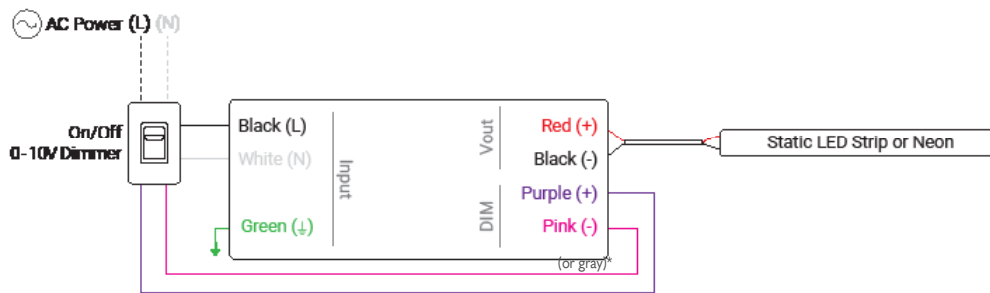 AC Power (L) (N)
On/Off
0-10V Dimmer
Black (L)
White (N)
Green (⏚)
Input
Vout
DIM
Red (+)
Black (-)
Purple (+)
Pink (-)
(or gray)*
Static LED Strip or Neon